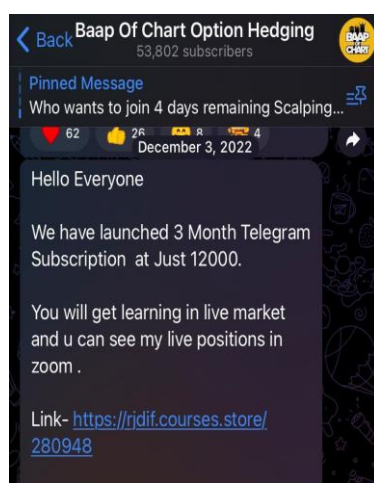 Back
Baap Of Chart Option Hedging
53,802 subscribers
BAAP
OF
CHART
Pinned Message
Who wants to join 4 days remaining Scalping...
62 26 8 4
December 3, 2022
Hello Everyone
We have launched 3 Month Telegram
Subscription at Just 12000.
You will get learning in live market
and u can see my live positions in
zoom .
Link- https://rjdif.courses.store/
280948